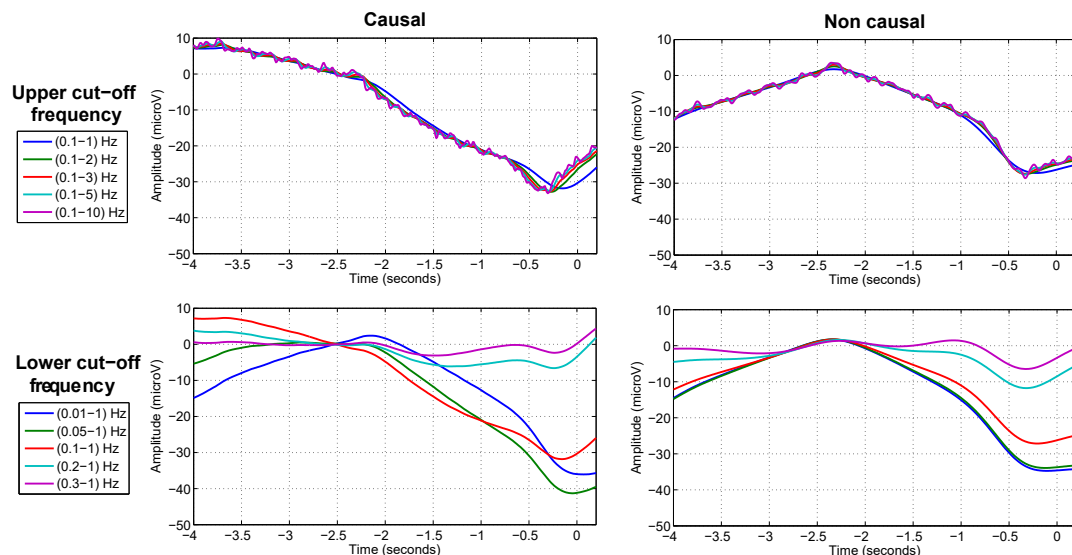 Causal
Non causal
Upper cut−off
frequency
(0.1−1) Hz
(0.1−2) Hz
(0.1−3) Hz
(0.1−5) Hz
(0.1−10) Hz
10
0
−10
−20
−30
−40
−50
Amplitude (microV)
−4 −3.5 −3 −2.5 −2 −1.5 −1 −0.5 0
Time (seconds)
10
0
−10
−20
−30
−40
−50
Amplitude (microV)
−4 −3.5 −3 −2.5 −2 −1.5 −1 −0.5 0
Time (seconds)
Lower cut−off
frequency
(0.01−1) Hz
(0.05−1) Hz
(0.1−1) Hz
(0.2−1) Hz
(0.3−1) Hz
10
0
−10
−20
−30
−40
−50
Amplitude (microV)
−4 −3.5 −3 −2.5 −2 −1.5 −1 −0.5 0
Time (seconds)
10
0
−10
−20
−30
−40
−50
Amplitude (microV)
−4 −3.5 −3 −2.5 −2 −1.5 −1 −0.5 0
Time (seconds)